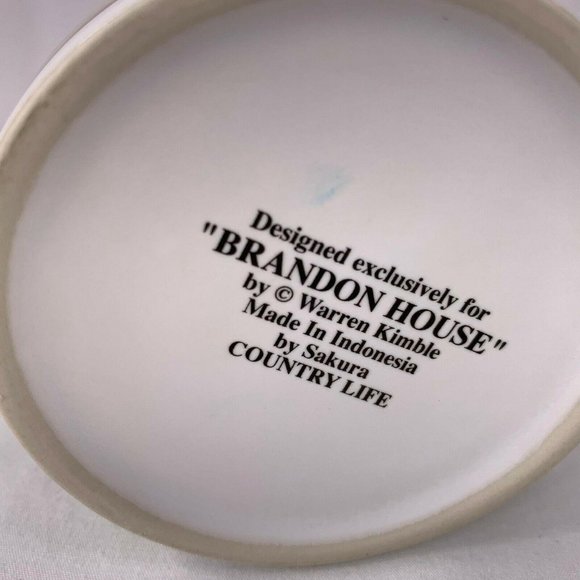 Designed exclusively for
"BRANDON HOUSE"
by © Warren Kimble
Made In Indonesia
by Sakura
COUNTRY LIFE